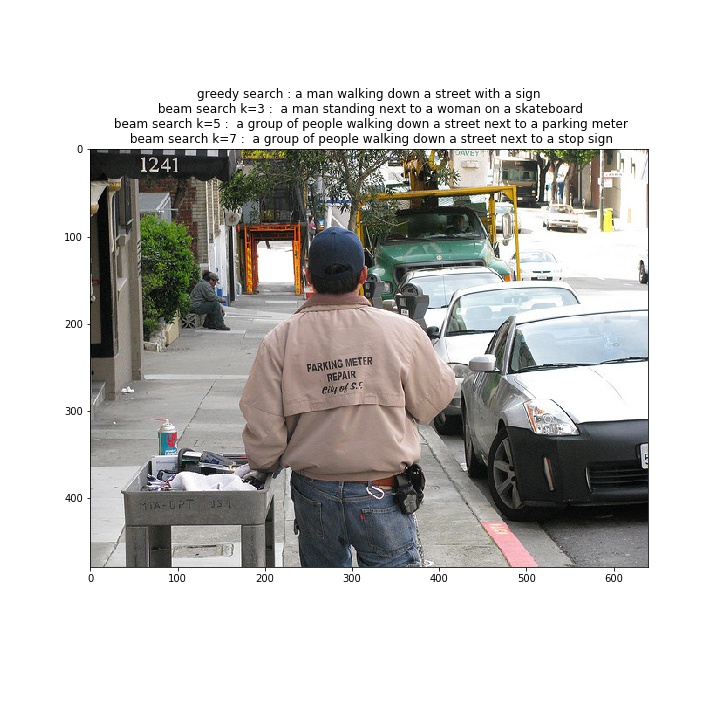 greedy search : a man walking down a street with a sign
beam search k=3 :  a man standing next to a woman on a skateboard
beam search k=5 :  a group of people walking down a street next to a parking meter
beam search k=7 :  a group of people walking down a street next to a stop sign
0
100
200
300
400
0
100
200
300
400
500
600
1241
PARKING METER
REPAIR
City of S.F.